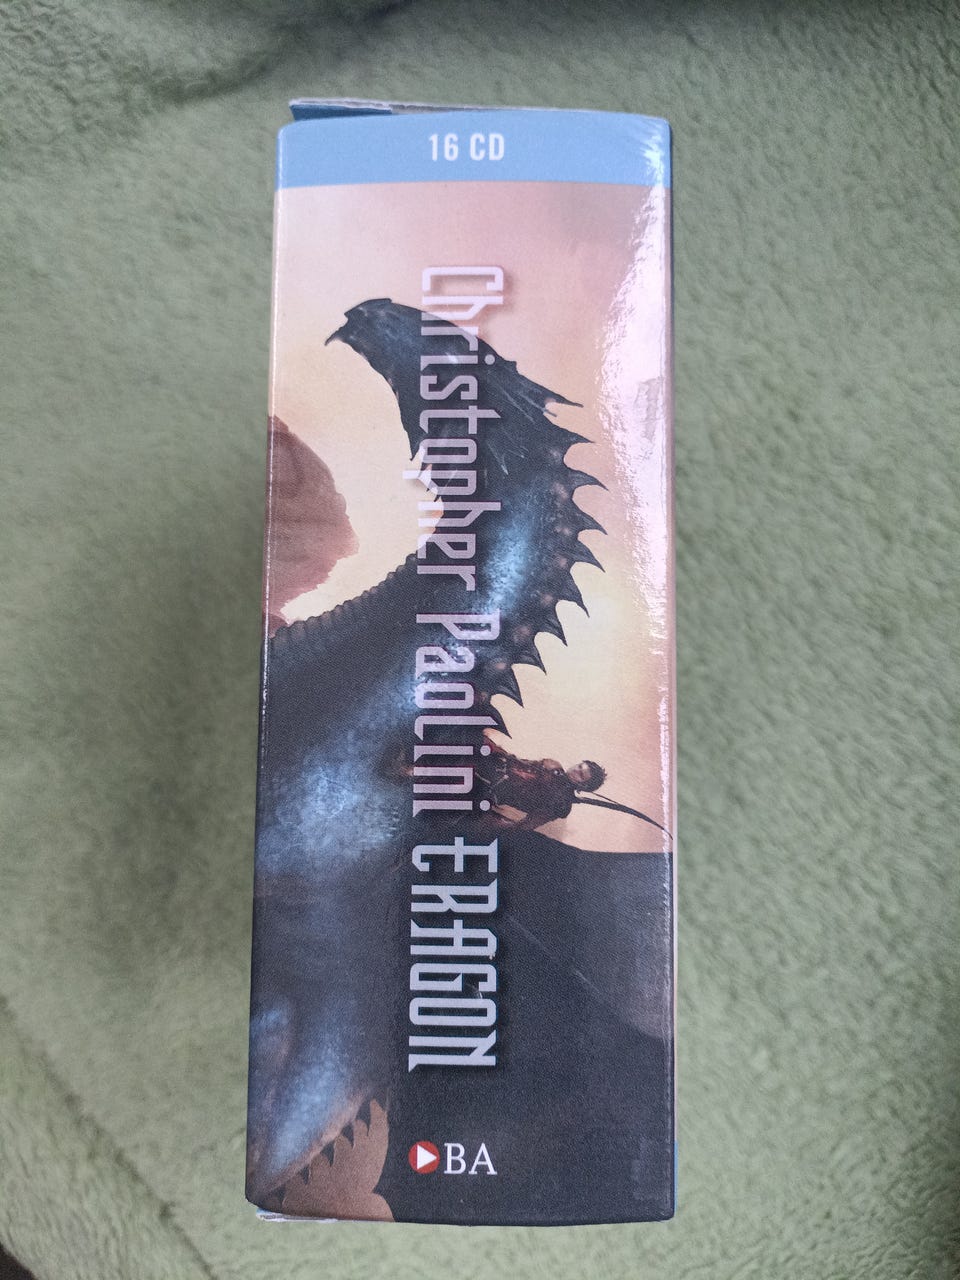 16 CD
Christopher Paolini ERAGON
BA